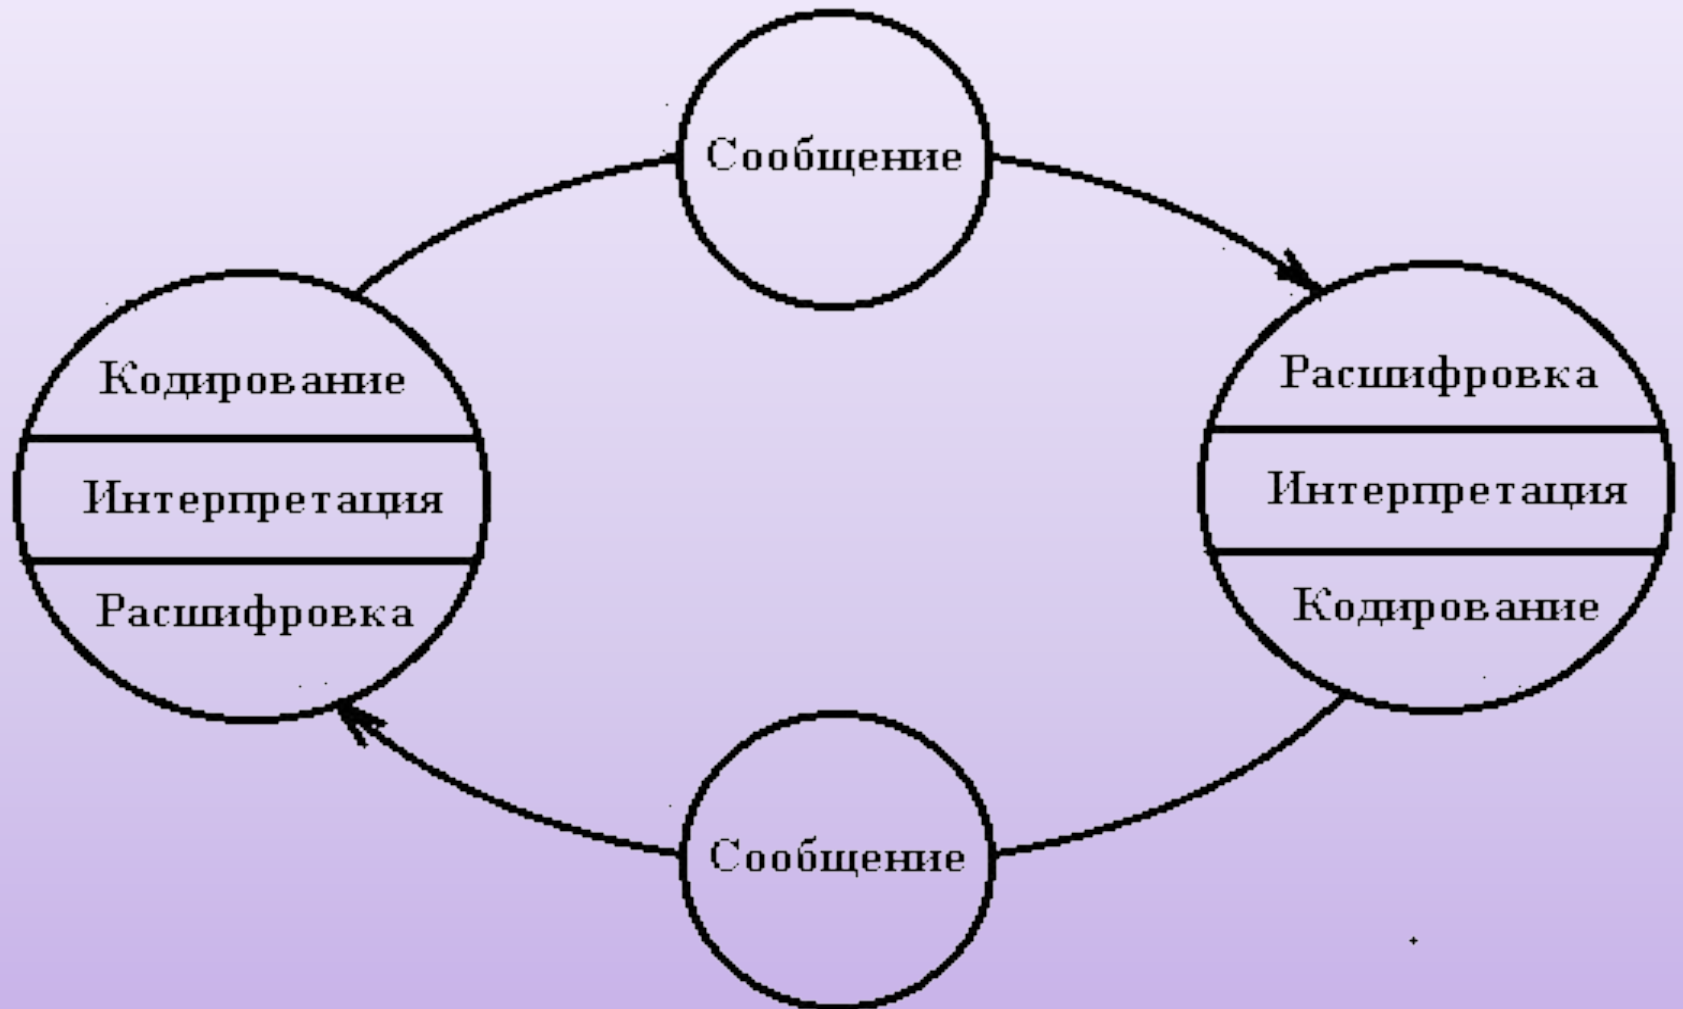 Сообщение
Кодирование
Интерпретация
Расшифровка
Расшифровка
Интерпретация
Кодирование
Сообщение